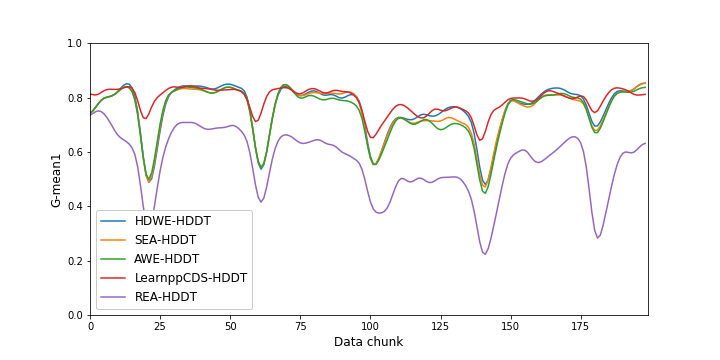 1.0
0.8
0.6
0.4
0.2
0.0
G-mean1
HDWE-HDDT
SEA-HDDT
AWE-HDDT
LearnppCDS-HDDT
REA-HDDT
0 25 50 75 100 125 150 175
Data chunk